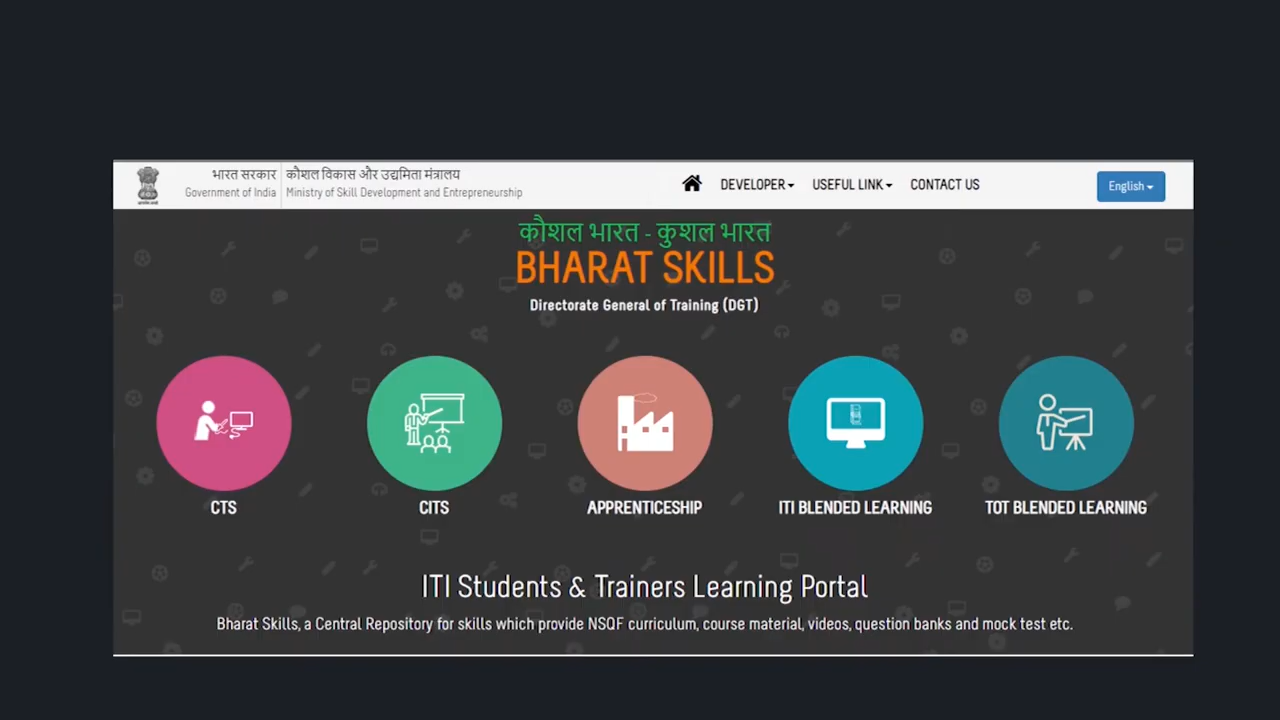 भारत सरकार
Government of India
कौशल विकास और उद्यमिता मंत्रालय
Ministry of Skill Development and Entrepreneurship
DEVELOPER
USEFUL LINK
CONTACT US
English
कौशल भारत - कुशल भारत
BHARAT SKILLS
Directorate General of Training (DGT)
CTS
CITS
APPRENTICESHIP
ITI BLENDED LEARNING
TOT BLENDED LEARNING
ITI Students & Trainers Learning Portal
Bharat Skills, a Central Repository for skills which provide NSQF curriculum, course material, videos, question banks and mock test etc.